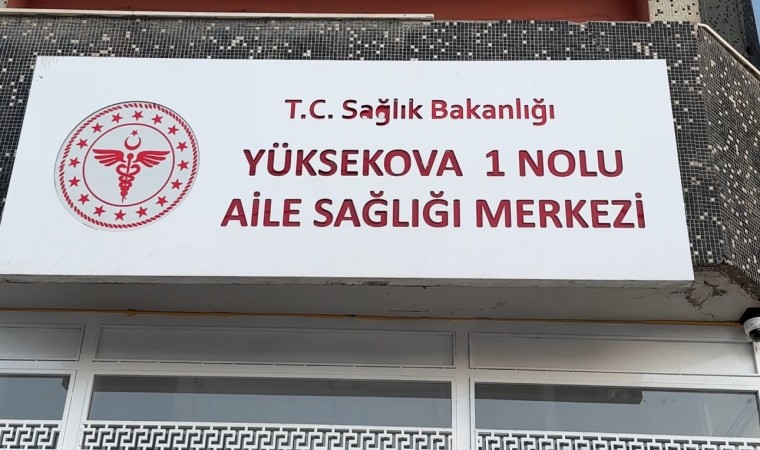 T.C. Sağlık Bakanlığı
YÜKSEKOVA 1 NOLU
AİLE SAĞLIĞI MERKEZİ